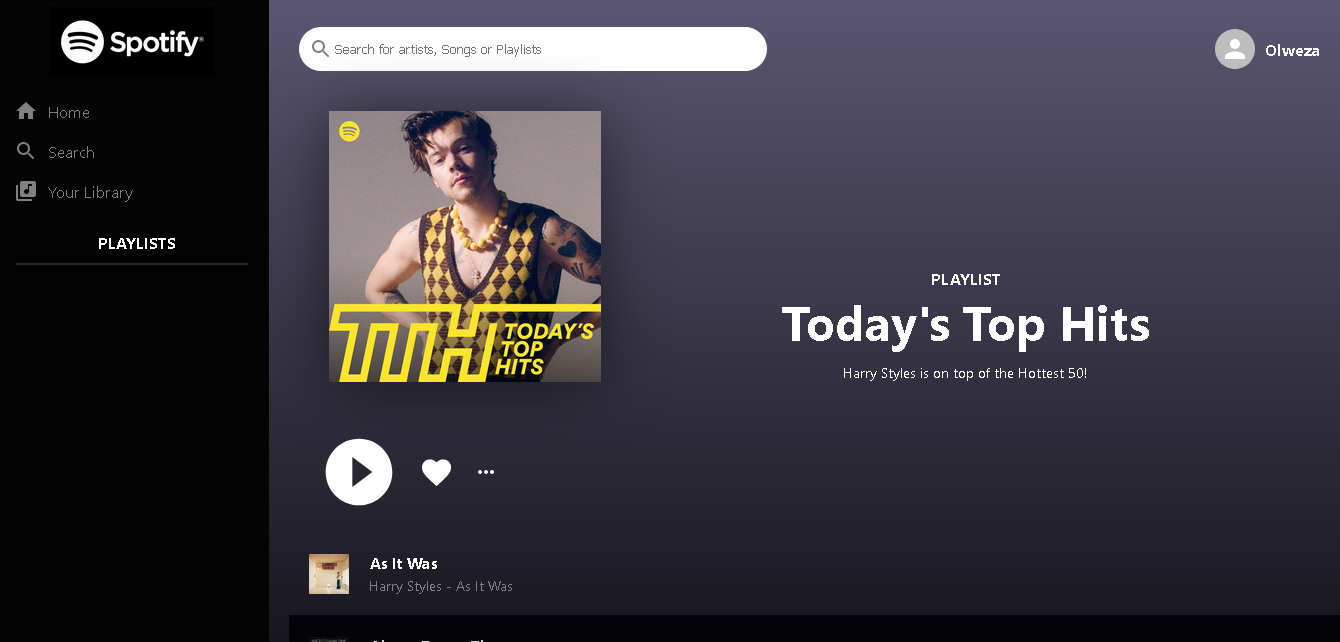 Spotify®
Home
Search
Your Library
PLAYLISTS
Search for artists, Songs or Playlists
Olweza
TTH TODAY'S
TOP
HITS
PLAYLIST
Today's Top Hits
Harry Styles is on top of the Hottest 50!
As It Was
Harry Styles - As It Was